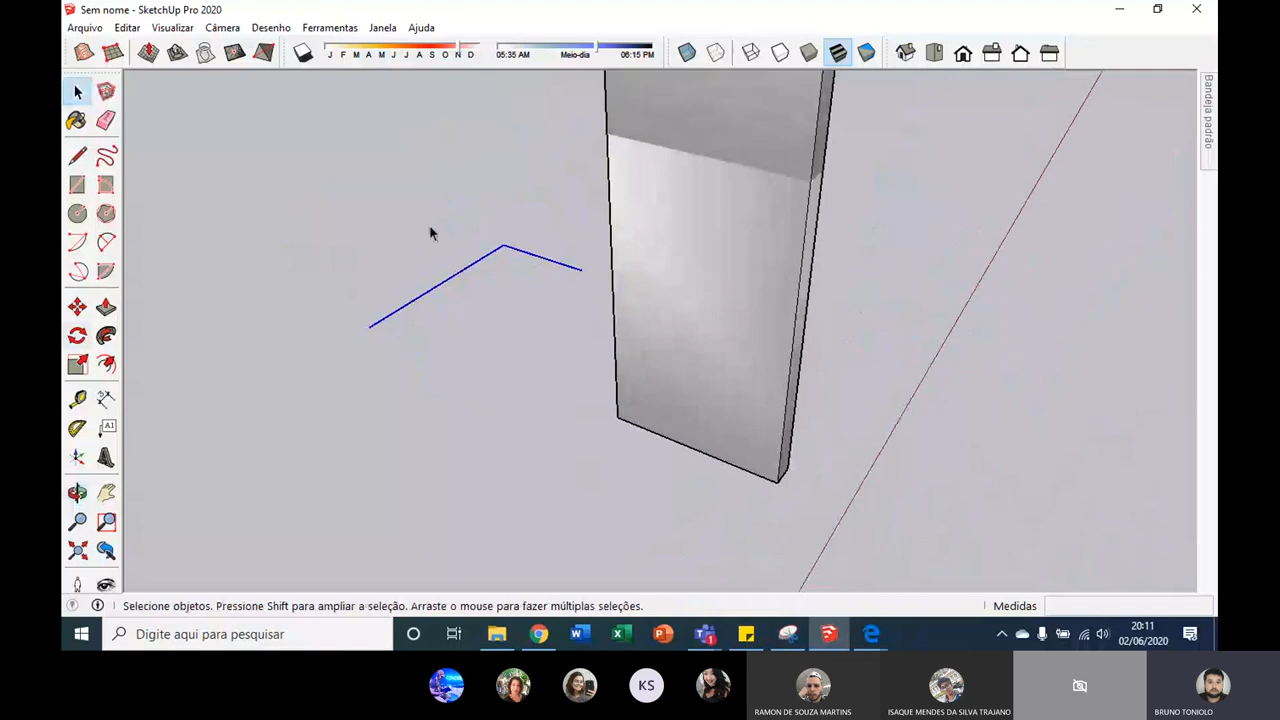 Sem nome - SketchUp Pro 2020
Arquivo Editar Visualizar Câmera Desenho Ferramentas Janela Ajuda
J F M A M J J A S O N D 05:35 AM Meio-dia 06:15 PM
Bandeja padrão
A1
Selecione objetos. Pressione Shift para ampliar a seleção. Arraste o mouse para fazer múltiplas seleções. Medidas
Digite aqui para pesquisar
20:11
02/06/2020
KS
RAMON DE SOUZA MARTINS ISAQUE MENDES DA SILVA TRAJANO BRUNO TONIOLO